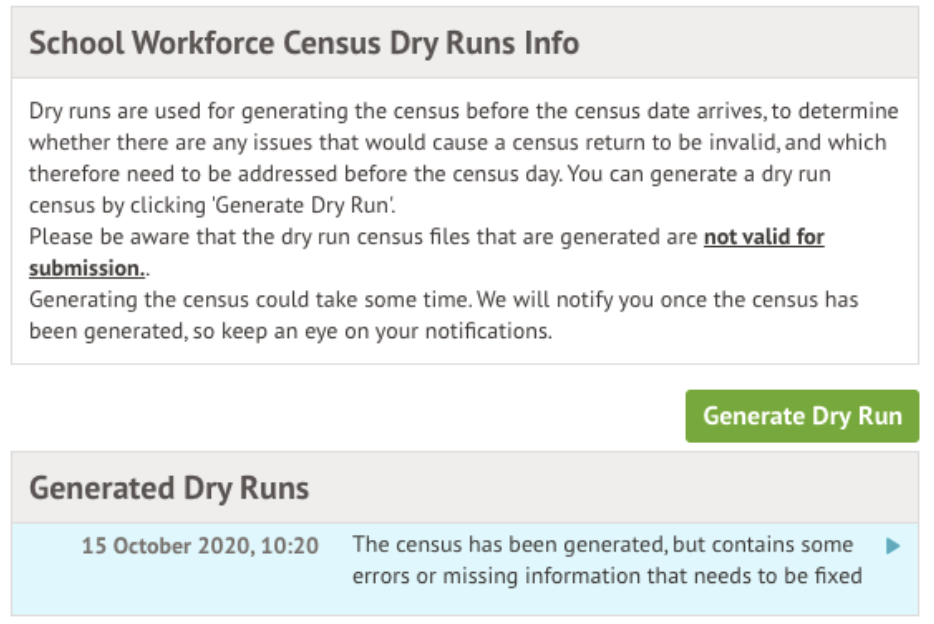 School Workforce Census Dry Runs Info
Dry runs are used for generating the census before the census date arrives, to determine
whether there are any issues that would cause a census return to be invalid, and which
therefore need to be addressed before the census day. You can generate a dry run
census by clicking 'Generate Dry Run'.
Please be aware that the dry run census files that are generated are not valid for
submission..
Generating the census could take some time. We will notify you once the census has
been generated, so keep an eye on your notifications.
Generate Dry Run
Generated Dry Runs
15 October 2020, 10:20 The census has been generated, but contains some
errors or missing information that needs to be fixed